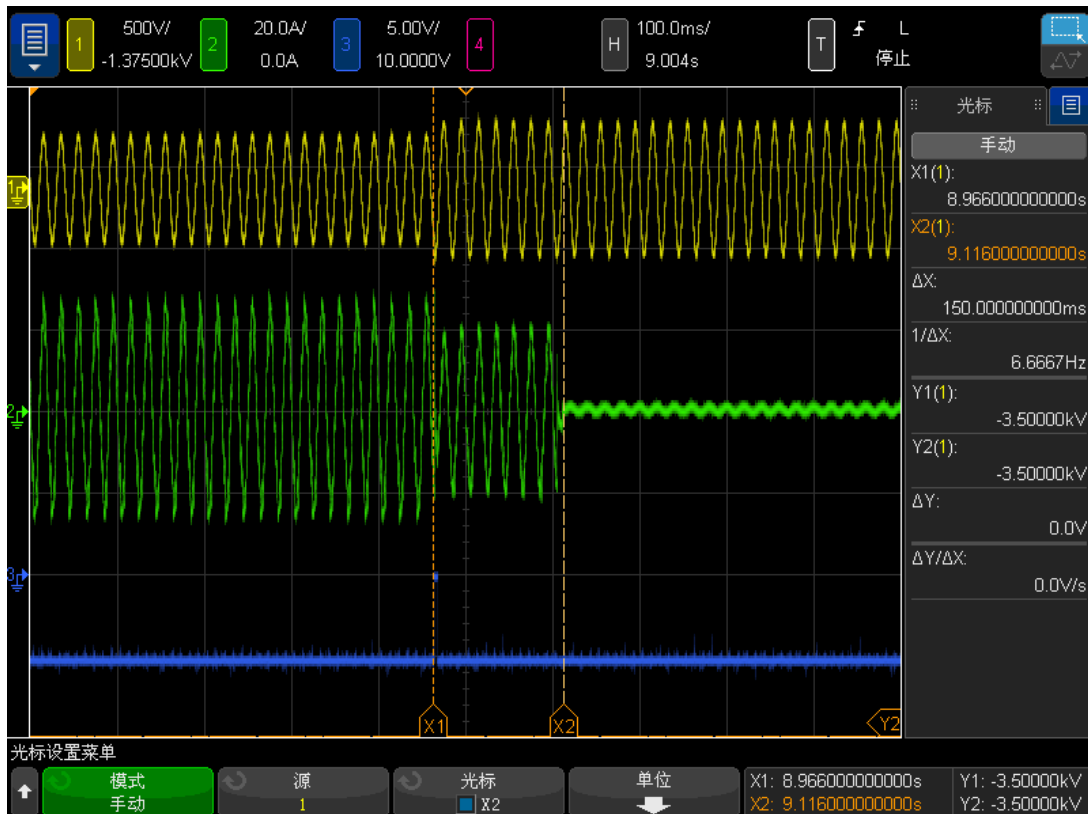 1 500V/ 2 20.0A/ 3 5.00V/ 4 H 100.0ms/ T L
-1.37500kV 0.0A 10.0000V 9.004s 停止
光标
手动
X1(1):
8.966000000000s
X2(1):
9.116000000000s
ΔX:
150.000000000ms
1/ΔX:
6.6667Hz
Y1(1):
-3.50000kV
Y2(1):
-3.50000kV
ΔY:
0.0V
ΔY/ΔX:
0.0V/s
1
2
3
X1 X2 Y2
光标设置菜单
模式 源 光标 单位
手动 1 X2
X1: 8.966000000000s Y1: -3.50000kV
X2: 9.116000000000s Y2: -3.50000kV